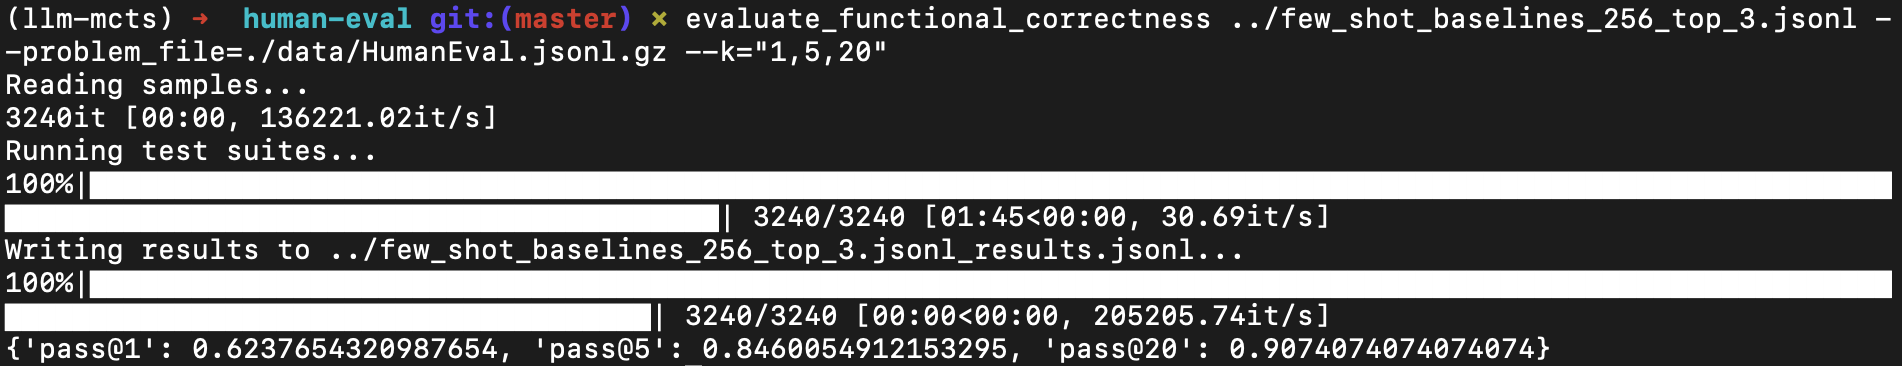 (llm-mcts) ➜  human-eval git:(master) ✗ evaluate_functional_correctness ../few_shot_baselines_256_top_3.jsonl -
-problem_file=./data/HumanEval.jsonl.gz --k="1,5,20"
Reading samples...
3240it [00:00, 136221.02it/s]
Running test suites...
100%|
| 3240/3240 [01:45<00:00, 30.69it/s]
Writing results to ../few_shot_baselines_256_top_3.jsonl_results.jsonl...
100%|
| 3240/3240 [00:00<00:00, 205205.74it/s]
{'pass@1': 0.6237654320987654, 'pass@5': 0.8460054912153295, 'pass@20': 0.9074074074074074}